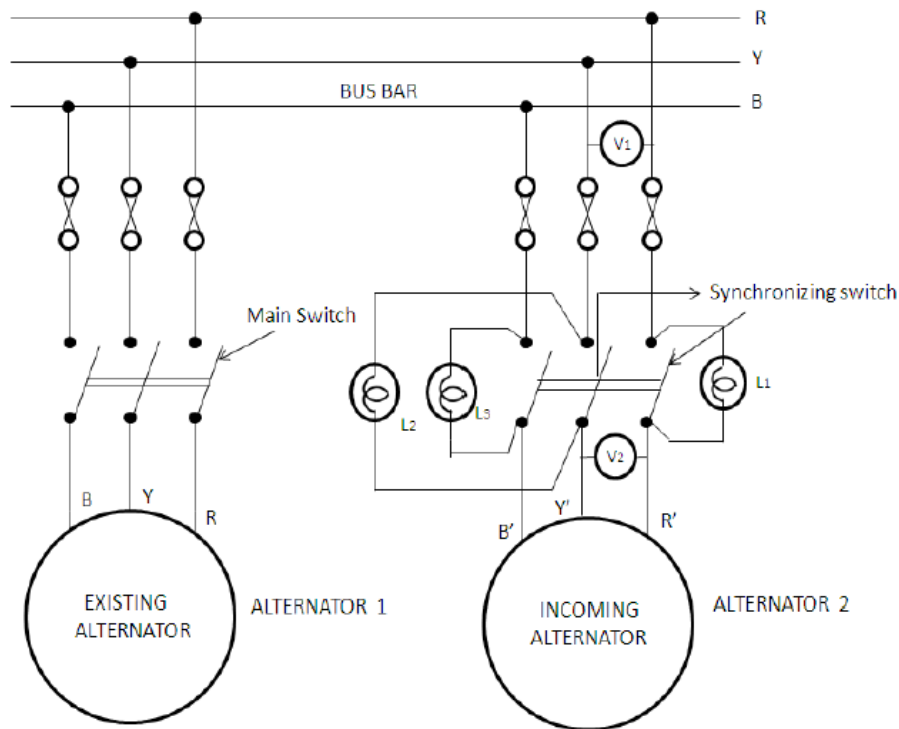 R
Y
BUS BAR
B
V1
Synchronizing switch
Main Switch
L1
L2
L3
V2
B
Y
R
B’
Y’
R’
EXISTING
ALTERNATOR
ALTERNATOR 1
INCOMING
ALTERNATOR
ALTERNATOR 2